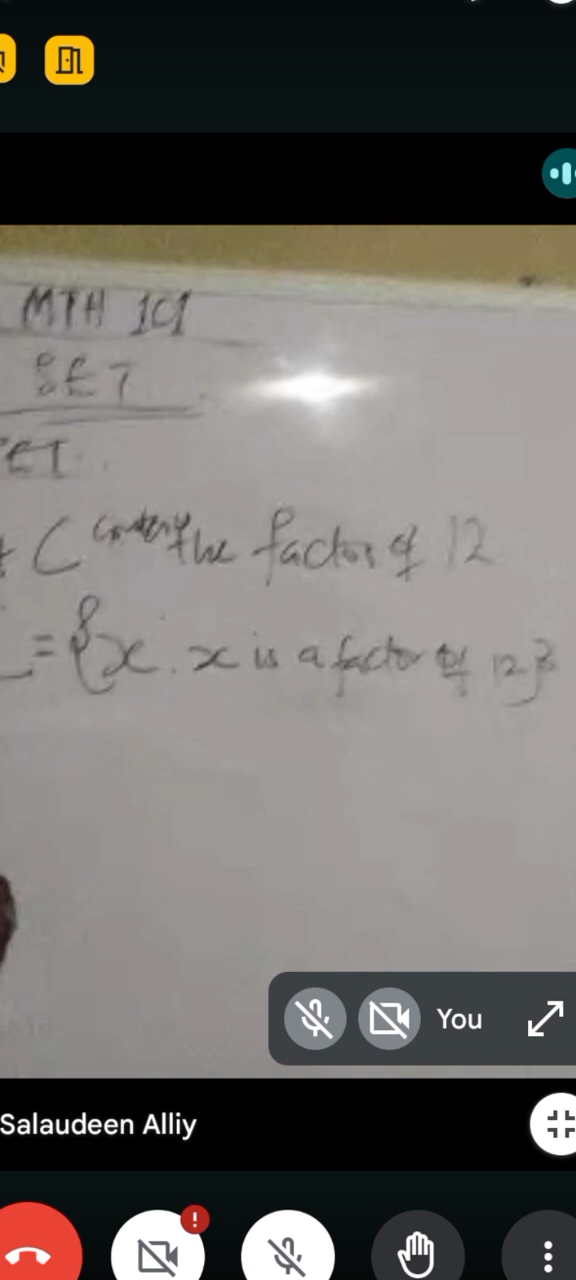 MTH 101
SET
ET.
C the factor of 12
= {x. x is a factor of 12}
You
Salaudeen Alliy
!